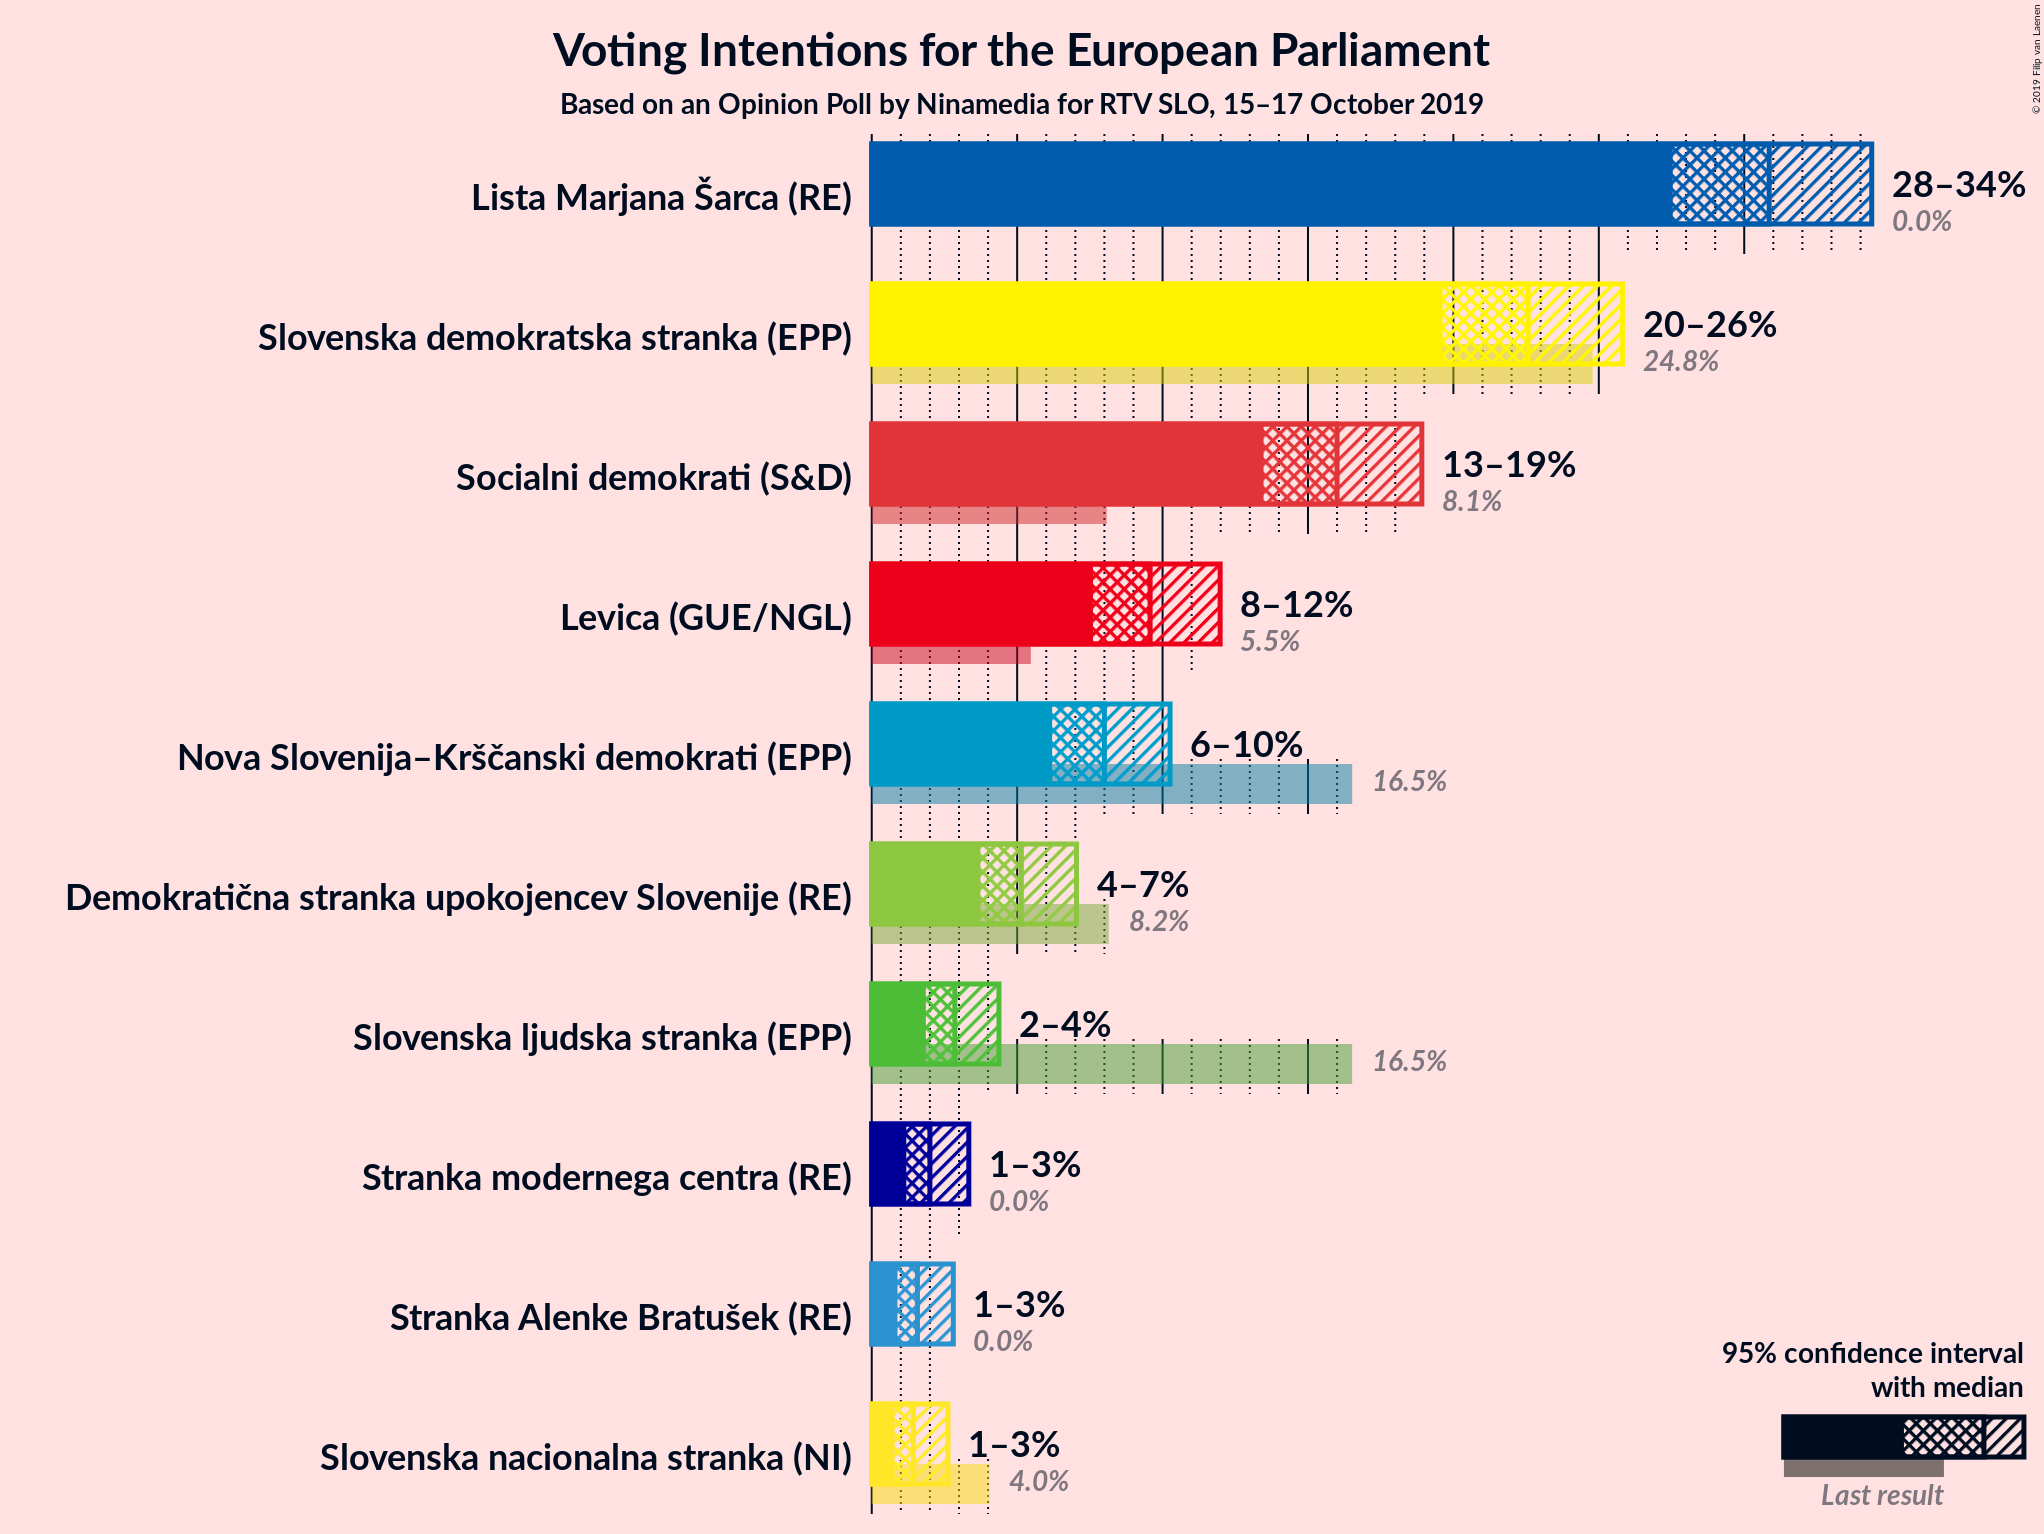 Voting Intentions for the European Parliament
Based on an Opinion Poll by Ninamedia for RTV SLO, 15–17 October 2019
© 2019 Filip van Laenen
Lista Marjana Šarca (RE)
28–34%
0.0%
Slovenska demokratska stranka (EPP)
20–26%
24.8%
Socialni demokrati (S&D)
13–19%
8.1%
Levica (GUE/NGL)
8–12%
5.5%
Nova Slovenija–Krščanski demokrati (EPP)
6–10%
16.5%
Demokratična stranka upokojencev Slovenije (RE)
4–7%
8.2%
Slovenska ljudska stranka (EPP)
2–4%
16.5%
Stranka modernega centra (RE)
1–3%
0.0%
Stranka Alenke Bratušek (RE)
1–3%
0.0%
Slovenska nacionalna stranka (NI)
1–3%
4.0%
95% confidence interval
with median
Last result